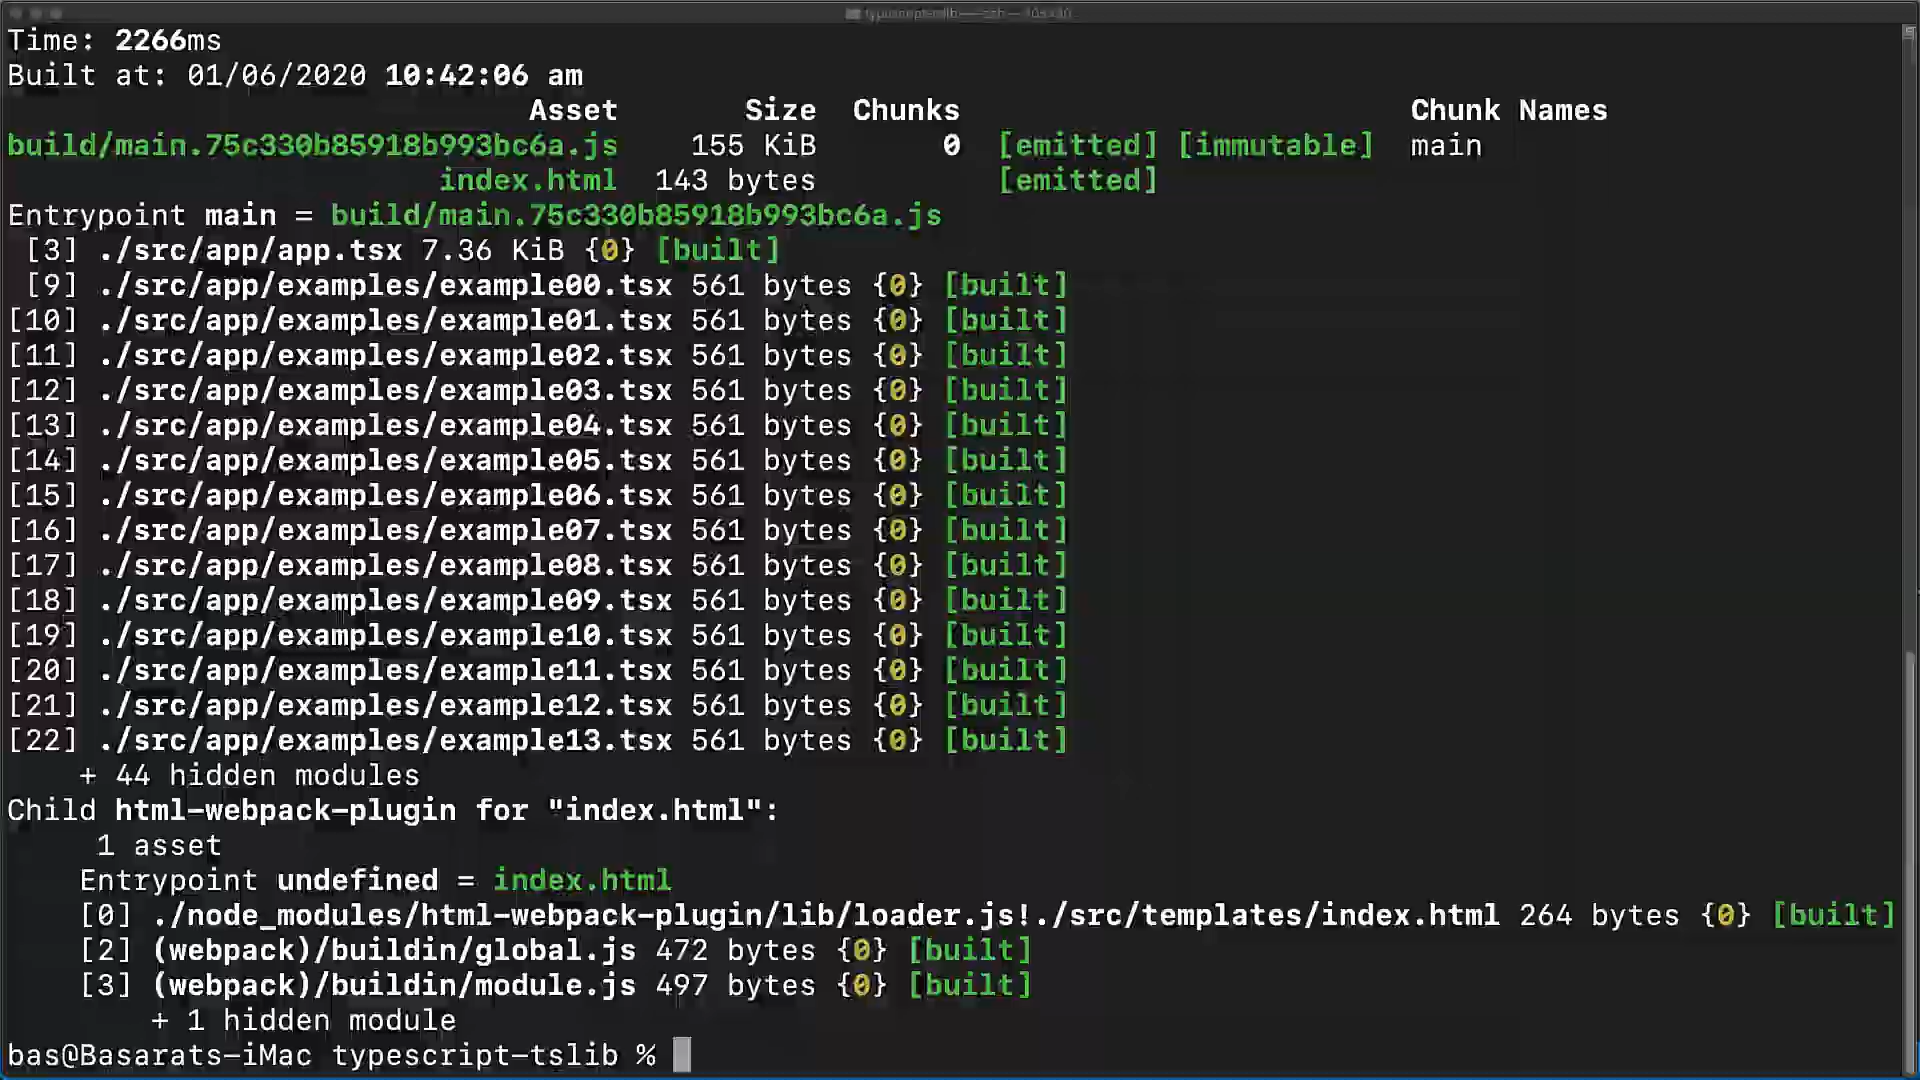 Time: 2266ms
Built at: 01/06/2020 10:42:06 am
Asset Size Chunks Chunk Names
build/main.75c330b85918b993bc6a.js 155 KiB 0 [emitted] [immutable] main
index.html 143 bytes [emitted]
Entrypoint main = build/main.75c330b85918b993bc6a.js
[3] ./src/app/app.tsx 7.36 KiB {0} [built]
[9] ./src/app/examples/example00.tsx 561 bytes {0} [built]
[10] ./src/app/examples/example01.tsx 561 bytes {0} [built]
[11] ./src/app/examples/example02.tsx 561 bytes {0} [built]
[12] ./src/app/examples/example03.tsx 561 bytes {0} [built]
[13] ./src/app/examples/example04.tsx 561 bytes {0} [built]
[14] ./src/app/examples/example05.tsx 561 bytes {0} [built]
[15] ./src/app/examples/example06.tsx 561 bytes {0} [built]
[16] ./src/app/examples/example07.tsx 561 bytes {0} [built]
[17] ./src/app/examples/example08.tsx 561 bytes {0} [built]
[18] ./src/app/examples/example09.tsx 561 bytes {0} [built]
[19] ./src/app/examples/example10.tsx 561 bytes {0} [built]
[20] ./src/app/examples/example11.tsx 561 bytes {0} [built]
[21] ./src/app/examples/example12.tsx 561 bytes {0} [built]
[22] ./src/app/examples/example13.tsx 561 bytes {0} [built]
+ 44 hidden modules
Child html-webpack-plugin for "index.html":
1 asset
Entrypoint undefined = index.html
[0] ./node_modules/html-webpack-plugin/lib/loader.js!./src/templates/index.html 264 bytes {0} [built]
[2] (webpack)/buildin/global.js 472 bytes {0} [built]
[3] (webpack)/buildin/module.js 497 bytes {0} [built]
+ 1 hidden module
bas@Basarats-iMac typescript-tslib %